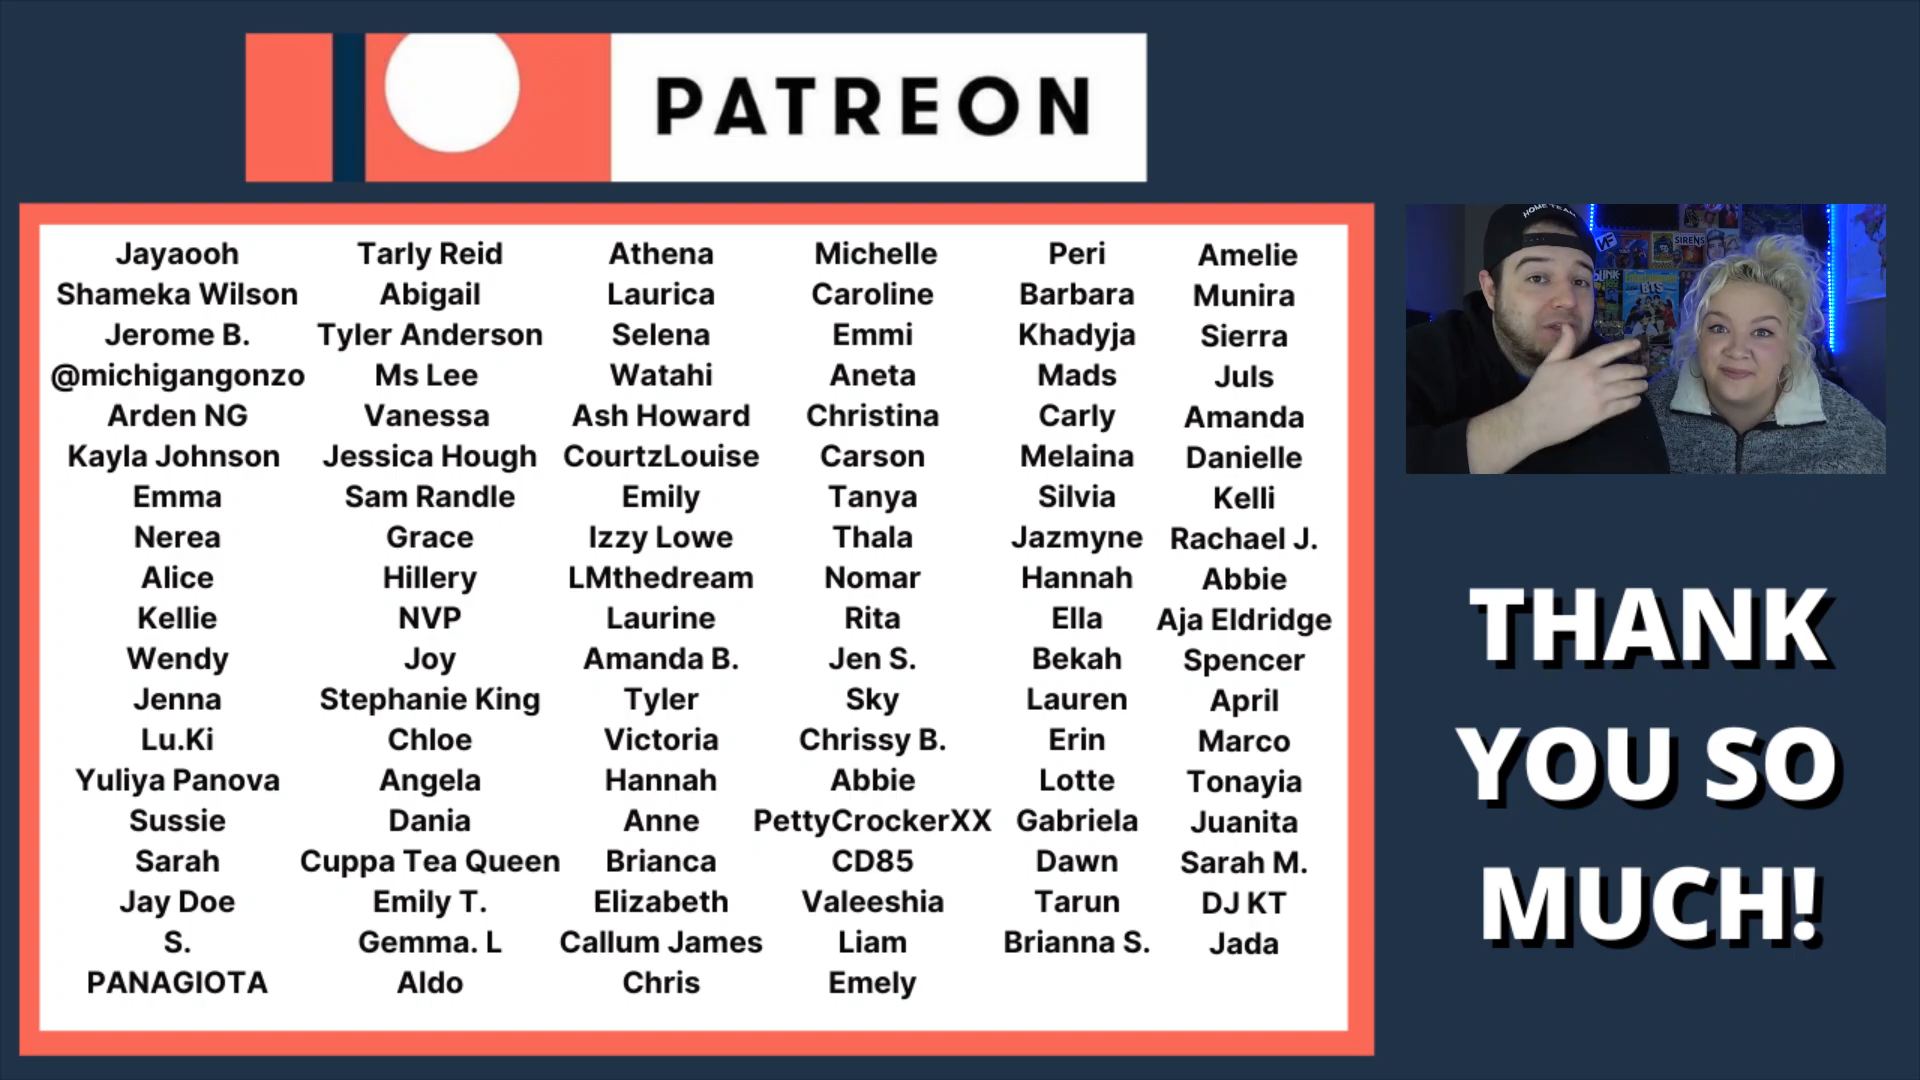 PATREON
Jayaooh
Shameka Wilson
Jerome B.
@michigangonzo
Arden NG
Kayla Johnson
Emma
Nerea
Alice
Kellie
Wendy
Jenna
Lu.Ki
Yuliya Panova
Sussie
Sarah
Jay Doe
S.
PANAGIOTA
Tarly Reid
Abigail
Tyler Anderson
Ms Lee
Vanessa
Jessica Hough
Sam Randle
Grace
Hillery
NVP
Joy
Stephanie King
Chloe
Angela
Dania
Cuppa Tea Queen
Emily T.
Gemma. L
Aldo
Athena
Laurica
Selena
Watahi
Ash Howard
CourtzLouise
Emily
Izzy Lowe
LMthedream
Laurine
Amanda B.
Tyler
Victoria
Hannah
Anne
Brianca
Elizabeth
Callum James
Chris
Michelle
Caroline
Emmi
Aneta
Christina
Carson
Tanya
Thala
Nomar
Rita
Jen S.
Sky
Chrissy B.
Abbie
PettyCrockerXX
CD85
Valeeshia
Liam
Emely
Peri
Barbara
Khadyja
Mads
Carly
Melaina
Silvia
Jazmyne
Hannah
Ella
Bekah
Lauren
Erin
Lotte
Gabriela
Dawn
Tarun
Brianna S.
Amelie
Munira
Sierra
Juls
Amanda
Danielle
Kelli
Rachael J.
Abbie
Aja Eldridge
Spencer
April
Marco
Tonayia
Juanita
Sarah M.
DJ KT
Jada
HOME TEAM
SIRENS
BTS
THANK
YOU SO
MUCH!